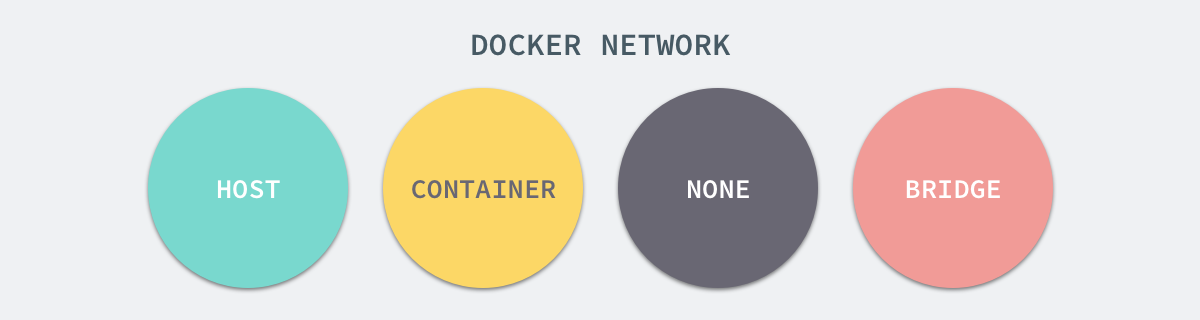 DOCKER NETWORK
HOST
CONTAINER
NONE
BRIDGE